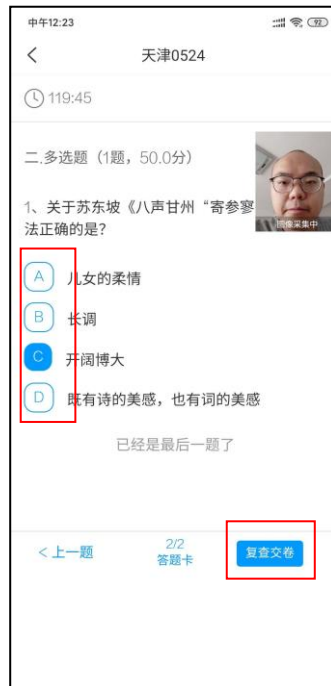 中午12:23
92
天津0524
119:45
二.多选题（1题，50.0分）
图像采集中
1、关于苏东坡《八声甘州“寄参寥
法正确的是?
A 儿女的柔情
B 长调
C 开阔博大
D 既有诗的美感，也有词的美感
已经是最后一题了
<上一题
2/2
答题卡
复查交卷